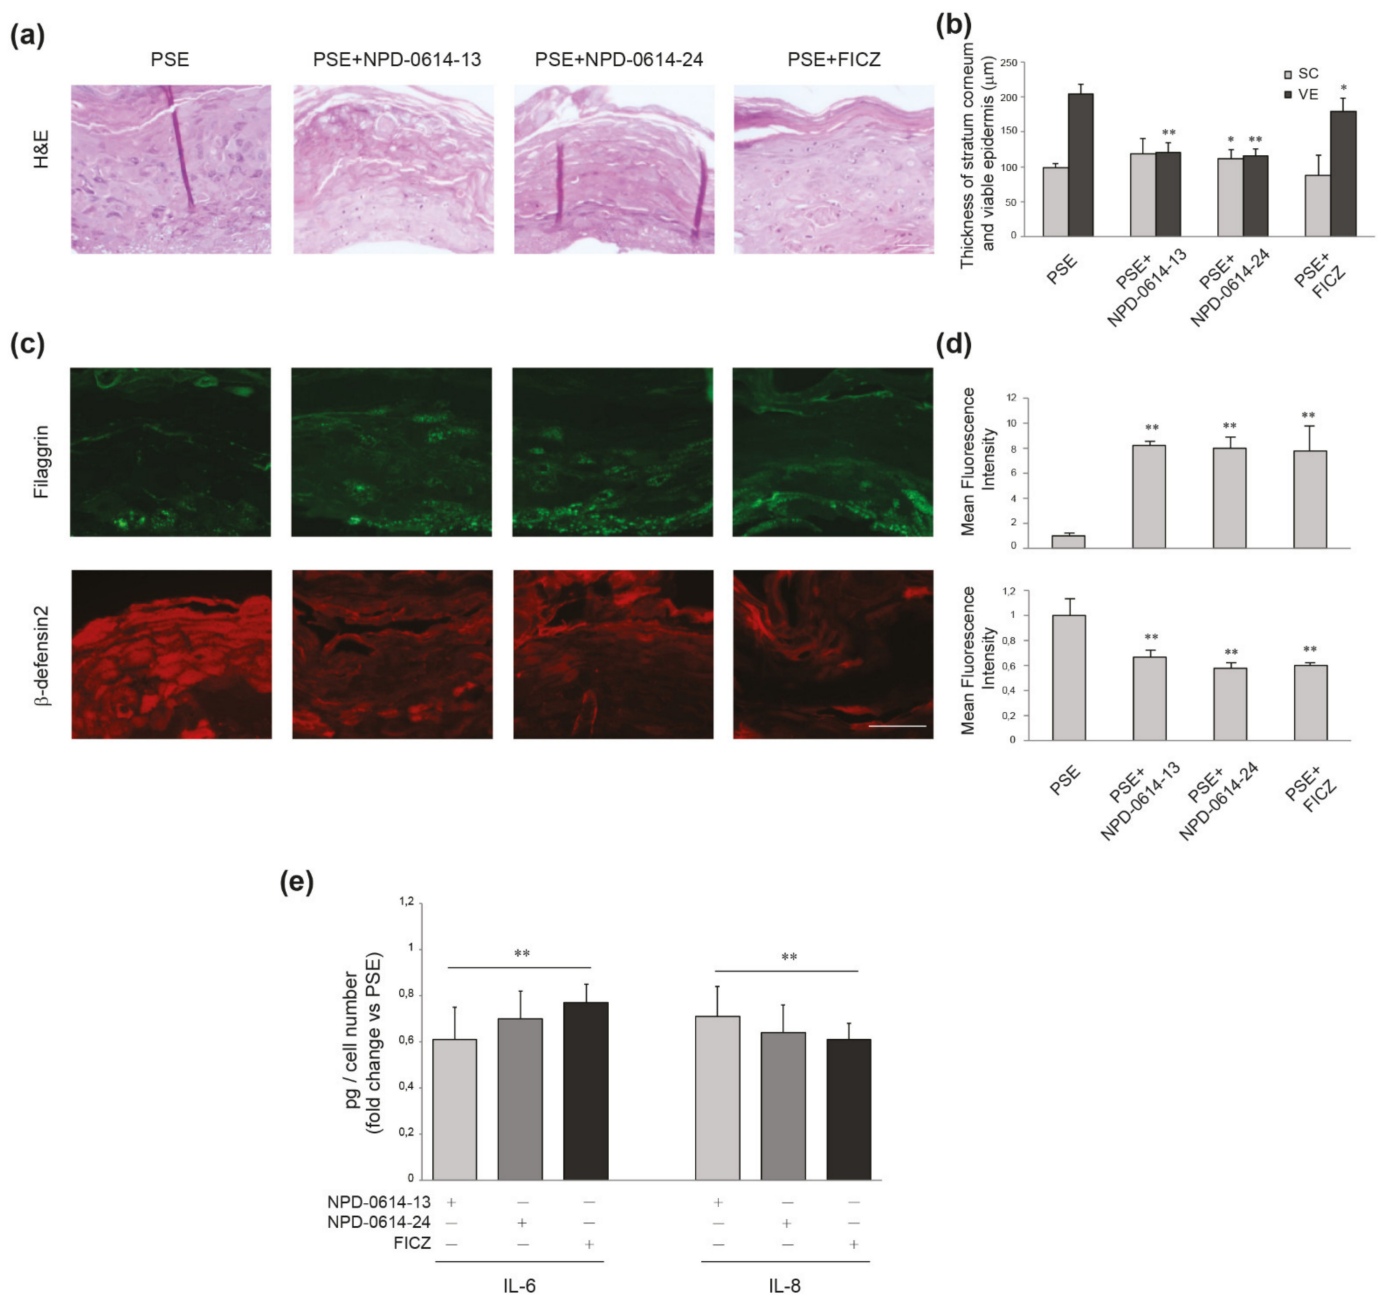 (a)
PSE
PSE+NPD-0614-13
PSE+NPD-0614-24
PSE+FICZ
H&E
(b)
Thickness of stratum corneum
and viable epidermis (μm)
250
200
150
100
50
0
SC
VE
**
*
**
*
PSE
PSE+
NPD-0614-13
PSE+
NPD-0614-24
PSE+
FICZ
(c)
Filaggrin
β-defensin2
(d)
Mean Fluorescence
Intensity
12
10
8
6
4
2
0
**
**
**
Mean Fluorescence
Intensity
1,2
1
0,8
0,6
0,4
0,2
0
**
**
**
PSE
PSE+
NPD-0614-13
PSE+
NPD-0614-24
PSE+
FICZ
(e)
pg / cell number
(fold change vs PSE)
1,2
1
0,8
0,6
0,4
0,2
0
**
**
NPD-0614-13 + — — + — —
NPD-0614-24 — + — — + —
FICZ — — + — — +
IL-6
IL-8